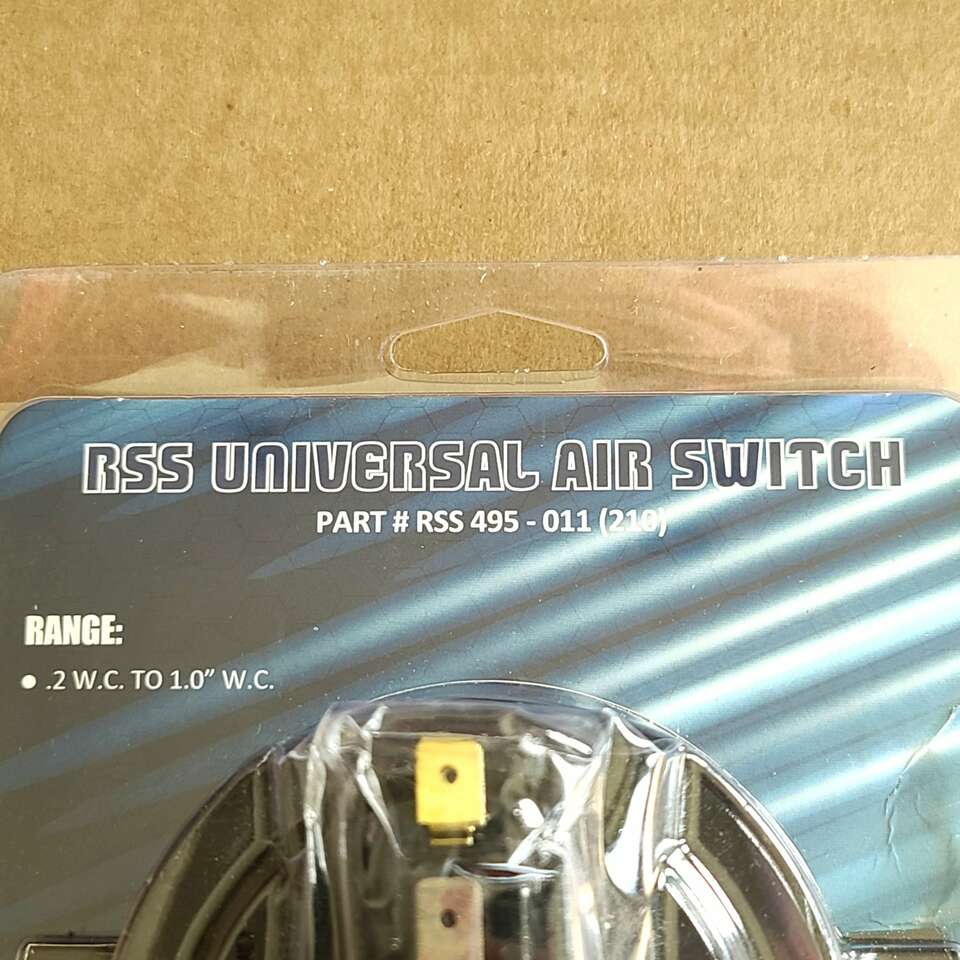 RSS UNIVERSAL AIR SWITCH
PART # RSS 495 - 011 (210)
RANGE:
• .2 W.C. TO 1.0” W.C.